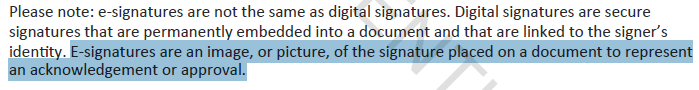 Please note: e-signatures are not the same as digital signatures. Digital signatures are secure
signatures that are permanently embedded into a document and that are linked to the signer’s
identity. E-signatures are an image, or picture, of the signature placed on a document to represent
an acknowledgement or approval.